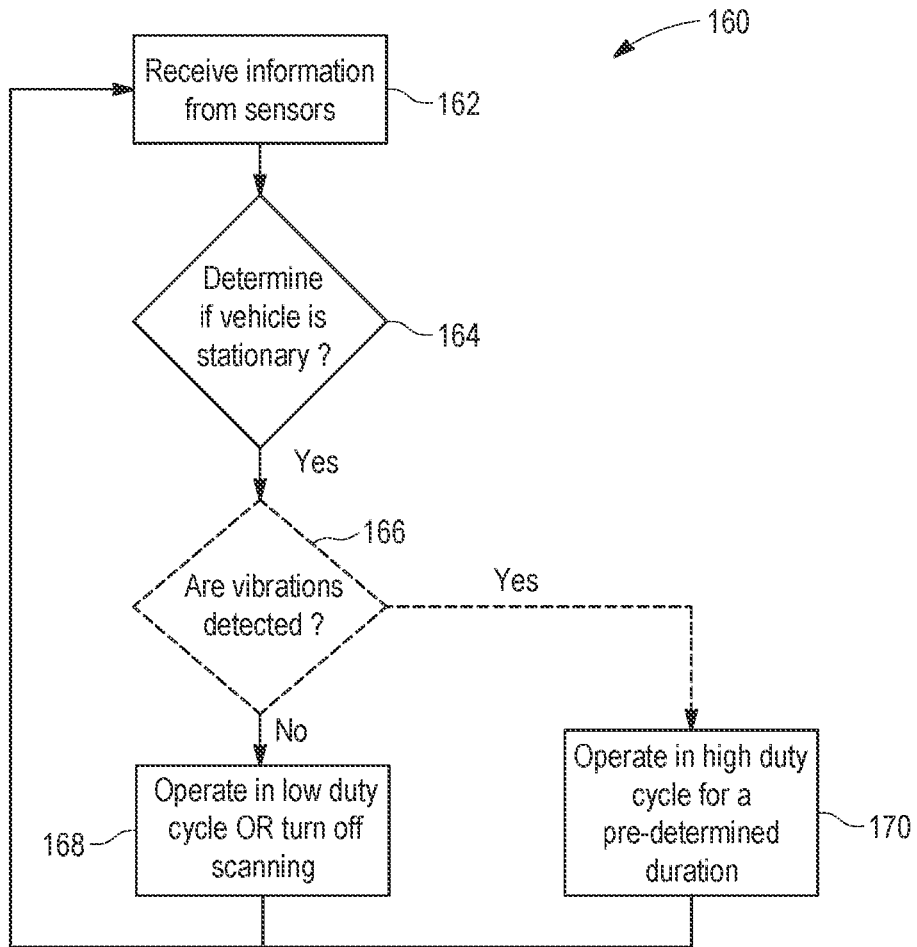 160
Receive information
from sensors
162
Determine
if vehicle is
stationary ?
164
Yes
166
Are vibrations
detected ?
Yes
No
Operate in low duty
cycle OR turn off
scanning
168
Operate in high duty
cycle for a
pre-determined
duration
170